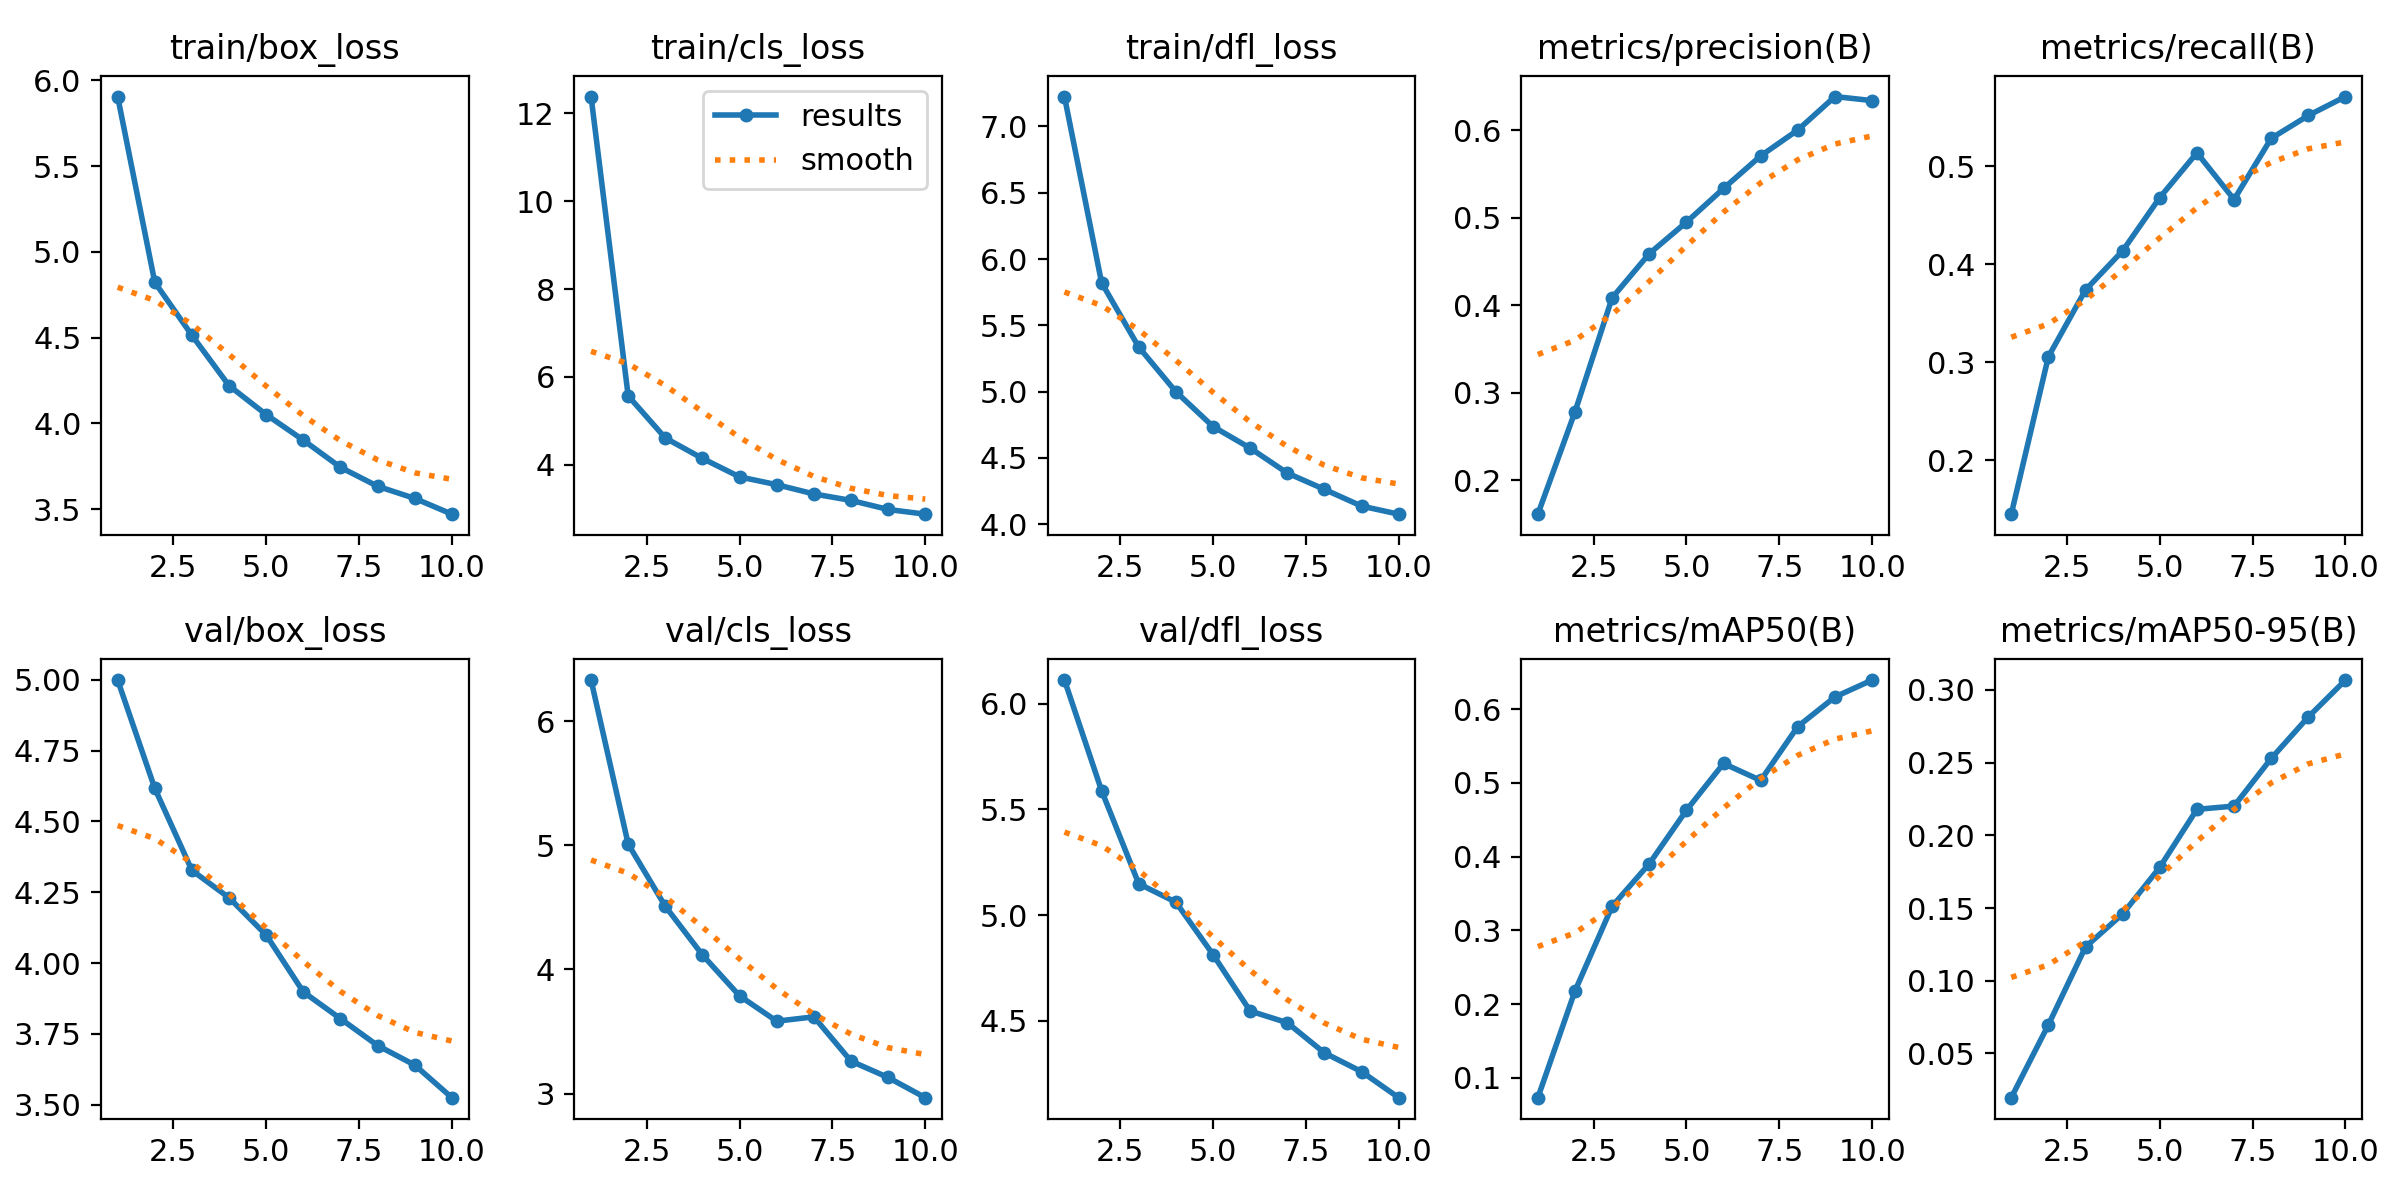 train/box_loss
6.0
5.5
5.0
4.5
4.0
3.5
2.5 5.0 7.5 10.0
train/cls_loss
results
smooth
12
10
8
6
4
2.5 5.0 7.5 10.0
train/dfl_loss
7.0
6.5
6.0
5.5
5.0
4.5
4.0
2.5 5.0 7.5 10.0
metrics/precision(B)
0.6
0.5
0.4
0.3
0.2
2.5 5.0 7.5 10.0
metrics/recall(B)
0.5
0.4
0.3
0.2
2.5 5.0 7.5 10.0
val/box_loss
5.00
4.75
4.50
4.25
4.00
3.75
3.50
2.5 5.0 7.5 10.0
val/cls_loss
6
5
4
3
2.5 5.0 7.5 10.0
val/dfl_loss
6.0
5.5
5.0
4.5
2.5 5.0 7.5 10.0
metrics/mAP50(B)
0.6
0.5
0.4
0.3
0.2
0.1
2.5 5.0 7.5 10.0
metrics/mAP50-95(B)
0.30
0.25
0.20
0.15
0.10
0.05
2.5 5.0 7.5 10.0